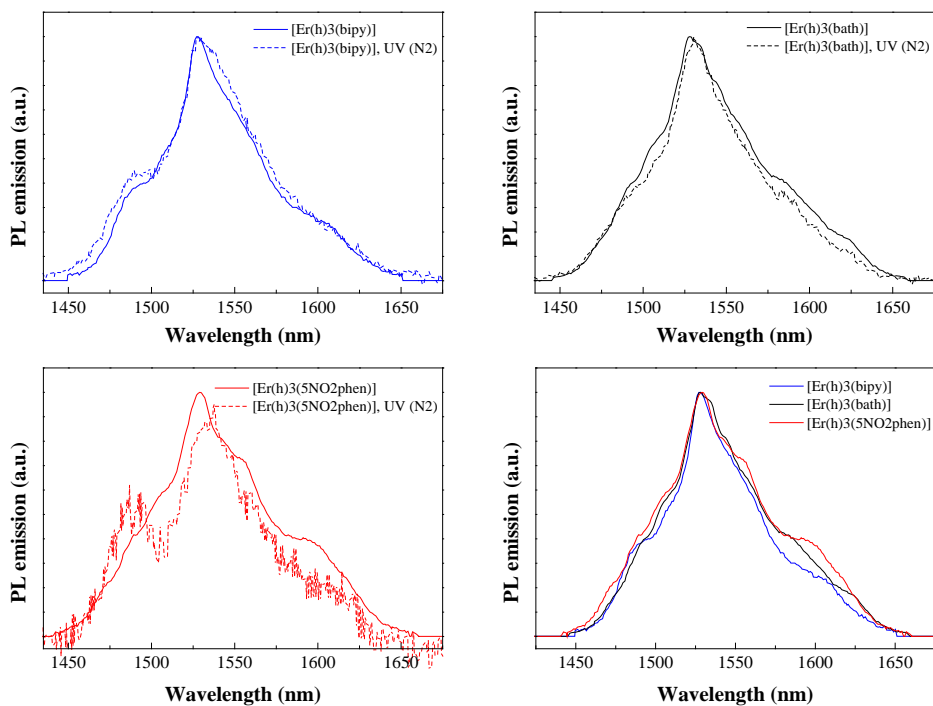 [Er(h)3(bipy)]
[Er(h)3(bipy)], UV (N2)
PL emission (a.u.)
1450 1500 1550 1600 1650
Wavelength (nm)
[Er(h)3(bath)]
[Er(h)3(bath)], UV (N2)
PL emission (a.u.)
1450 1500 1550 1600 1650
Wavelength (nm)
[Er(h)3(5NO2phen)]
[Er(h)3(5NO2phen)], UV (N2)
PL emission (a.u.)
1450 1500 1550 1600 1650
Wavelength (nm)
[Er(h)3(bipy)]
[Er(h)3(bath)]
[Er(h)3(5NO2phen)]
PL emission (a.u.)
1450 1500 1550 1600 1650
Wavelength (nm)